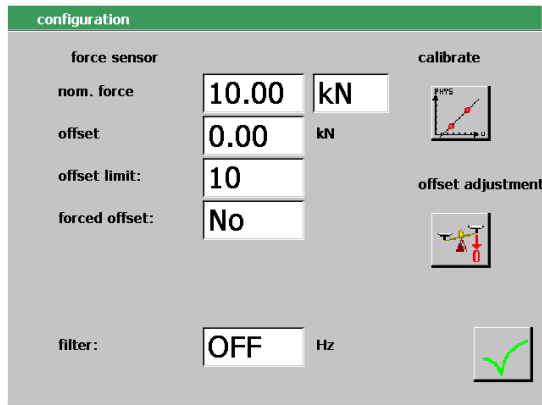 configuration
force sensor
calibrate
nom. force 10.00 kN
PHYS
U
offset 0.00 kN
offset limit: 10
offset adjustment
forced offset: No
0
filter: OFF Hz